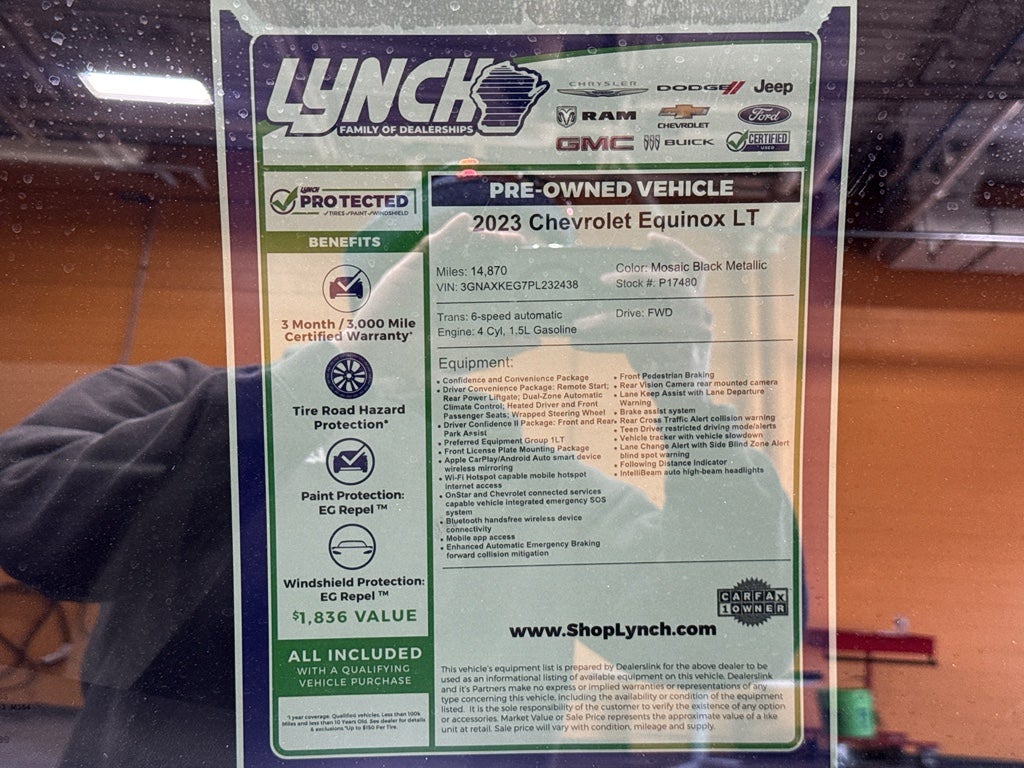 LYNCH
FAMILY OF DEALERSHIPS
CHRYSLER
DODGE
Jeep
RAM
CHEVROLET
Ford
GMC
BUICK
CERTIFIED
USED
LYNCH
PROTECTED
✓TIRES ✓PAINT ✓WINDSHIELD
BENEFITS
3 Month / 3,000 Mile
Certified Warranty*
Tire Road Hazard
Protection*
Paint Protection:
EG Repel ™
Windshield Protection:
EG Repel ™
$1,836 VALUE
ALL INCLUDED
WITH A QUALIFYING
VEHICLE PURCHASE
*1 year coverage. Qualified vehicles. Less than 100k
Miles and less than 10 Years Old. See dealer for details
& exclusions.*Up to $150 Per Tire.
PRE-OWNED VEHICLE
2023 Chevrolet Equinox LT
Miles: 14,870
VIN: 3GNAXKEG7PL232438
Color: Mosaic Black Metallic
Stock #: P17480
Trans: 6-speed automatic
Engine: 4 Cyl, 1.5L Gasoline
Drive: FWD
Equipment:
• Confidence and Convenience Package
• Driver Convenience Package: Remote Start;
Rear Power Liftgate; Dual-Zone Automatic
Climate Control; Heated Driver and Front
Passenger Seats; Wrapped Steering Wheel
• Driver Confidence II Package: Front and Rear
Park Assist
• Preferred Equipment Group 1LT
• Front License Plate Mounting Package
• Apple CarPlay/Android Auto smart device
wireless mirroring
• Wi-Fi Hotspot capable mobile hotspot
internet access
• OnStar and Chevrolet connected services
capable vehicle integrated emergency SOS
system
• Bluetooth handsfree wireless device
connectivity
• Mobile app access
• Enhanced Automatic Emergency Braking
forward collision mitigation
• Front Pedestrian Braking
• Rear Vision Camera rear mounted camera
• Lane Keep Assist with Lane Departure
Warning
• Brake assist system
• Rear Cross Traffic Alert collision warning
• Teen Driver restricted driving mode/alerts
• Vehicle tracker with vehicle slowdown
• Lane Change Alert with Side Blind Zone Alert
blind spot warning
• Following Distance Indicator
• IntelliBeam auto high-beam headlights
CARFAX
1 OWNER
www.ShopLynch.com
This vehicle's equipment list is prepared by Dealerslink for the above dealer to be
used as an informational listing of available equipment on this vehicle. Dealerslink
and it's Partners make no express or implied warranties or representations of any
type concerning this vehicle, including the availability or condition of the equipment
listed. It is the sole responsibility of the customer to verify the existence of any option
or accessories. Market Value or Sale Price represents the approximate value of a like
unit at retail. Sale price will vary with condition, mileage and supply.